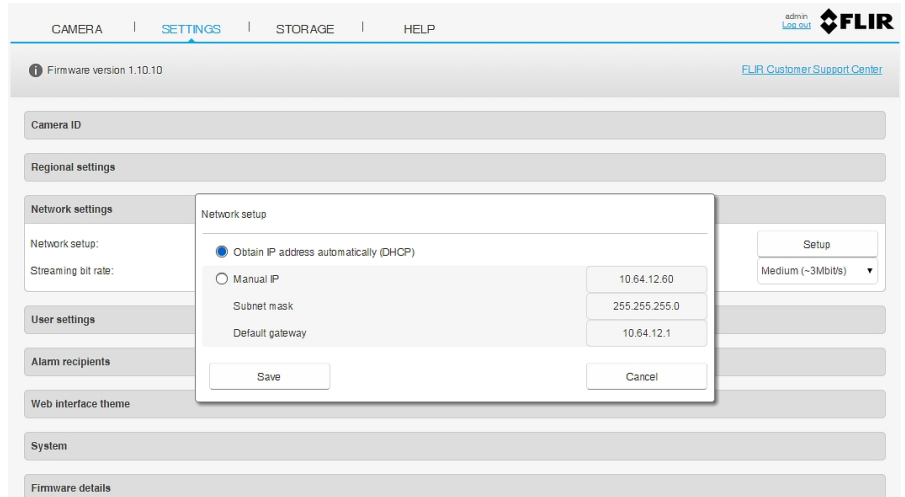 CAMERA | SETTINGS | STORAGE | HELP
admin
Log out
FLIR
Firmware version 1.10.10
FLIR Customer Support Center
Camera ID
Regional settings
Network settings
Network setup:
Setup
Streaming bit rate:
Medium (~3Mbit/s)
Network setup
Obtain IP address automatically (DHCP)
Manual IP 10.64.12.60
Subnet mask 255.255.255.0
Default gateway 10.64.12.1
Save Cancel
User settings
Alarm recipients
Web interface theme
System
Firmware details